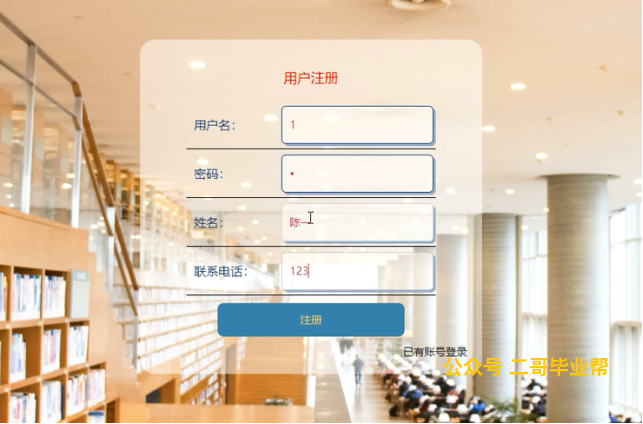 用户注册
用户名： 1
密码： •
姓名： 陈一
联系电话： 123
注册
已有账号登录
公众号 二哥毕业帮